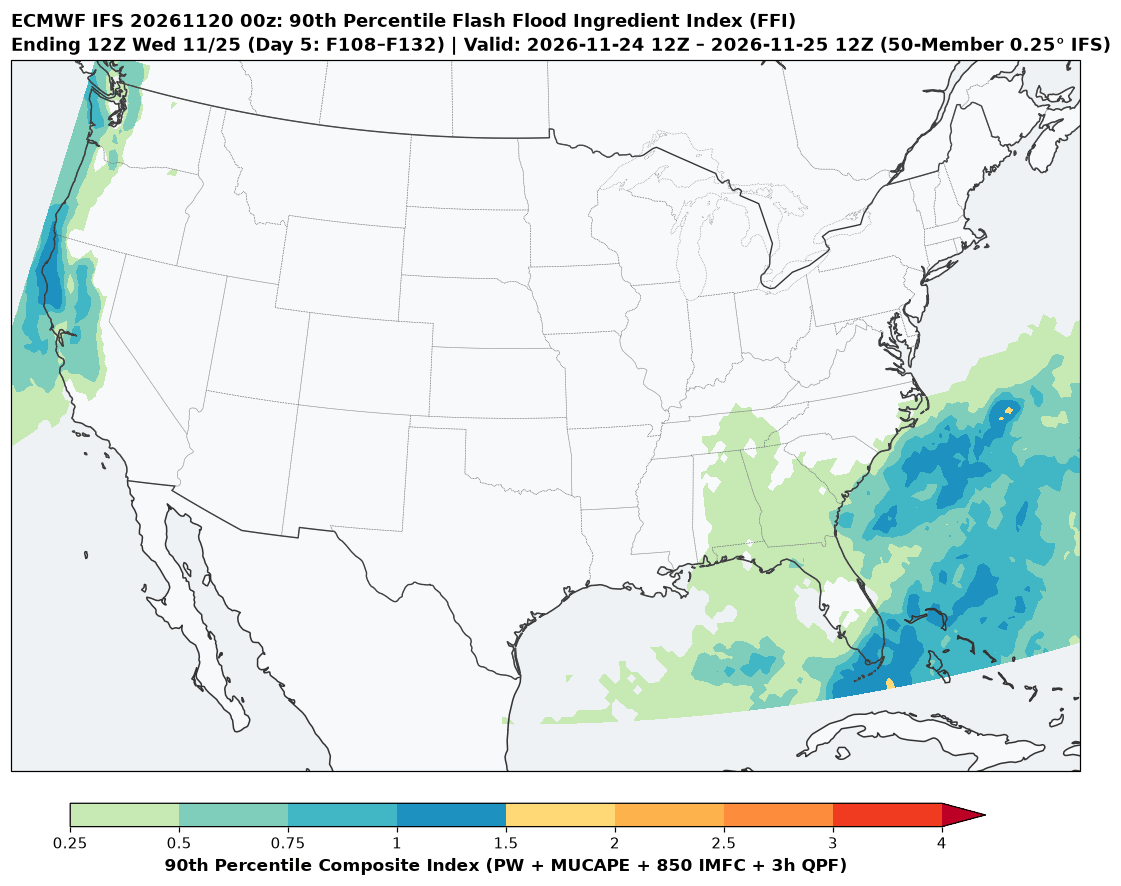 ECMWF IFS 20261120 00z: 90th Percentile Flash Flood Ingredient Index (FFI)
Ending 12Z Wed 11/25 (Day 5: F108–F132) | Valid: 2026-11-24 12Z – 2026-11-25 12Z (50-Member 0.25° IFS)
0.25 0.5 0.75 1 1.5 2 2.5 3 4
90th Percentile Composite Index (PW + MUCAPE + 850 IMFC + 3h QPF)